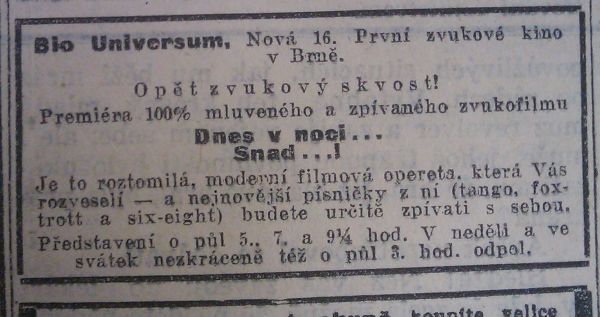 Bio Universum, Nová 16. První zvukové kino
v Brně.
Opět zvukový skvost!
Premiéra 100% mluveného a zpívaného zvukofilmu
Dnes v noci...
Snad...!
Je to roztomilá, moderní filmová opereta. která Vás
rozveselí — a nejnovější písničky z ní (tango, fox-
trott a six-eight) budete určitě zpívati s sebou.
Představení o půl 5., 7. a 9¼ hod. V neděli a ve
svátek nezkráceně též o půl 3. hod. odpol.